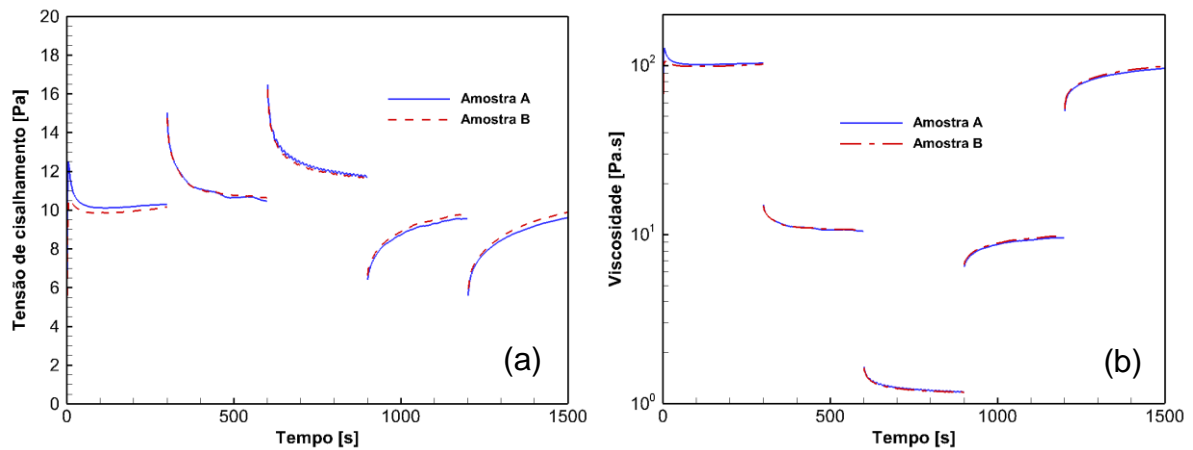 Tensão de cisalhamento [Pa]
20
18
16
14
12
10
8
6
4
2
0
Amostra A
Amostra B
(a)
0
500
1000
1500
Tempo [s]
Viscosidade [Pa.s]
10²
10¹
10⁰
Amostra A
Amostra B
(b)
0
500
1000
1500
Tempo [s]